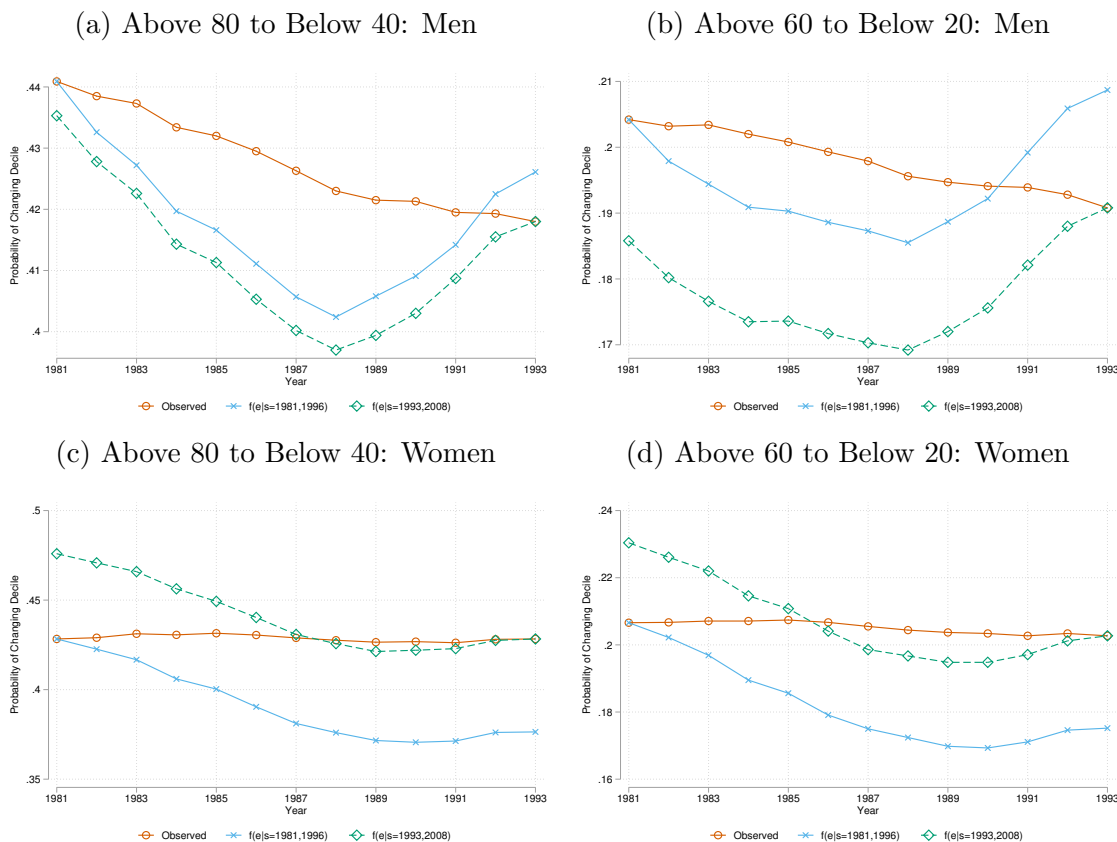 (a) Above 80 to Below 40: Men
Probability of Changing Decile
.44
.43
.42
.41
.4
1981 1983 1985 1987 1989 1991 1993
Year
Observed f(e|s=1981,1996) f(e|s=1993,2008)
(b) Above 60 to Below 20: Men
Probability of Changing Decile
.21
.2
.19
.18
.17
1981 1983 1985 1987 1989 1991 1993
Year
Observed f(e|s=1981,1996) f(e|s=1993,2008)
(c) Above 80 to Below 40: Women
Probability of Changing Decile
.5
.45
.4
.35
1981 1983 1985 1987 1989 1991 1993
Year
Observed f(e|s=1981,1996) f(e|s=1993,2008)
(d) Above 60 to Below 20: Women
Probability of Changing Decile
.24
.22
.2
.18
.16
1981 1983 1985 1987 1989 1991 1993
Year
Observed f(e|s=1981,1996) f(e|s=1993,2008)